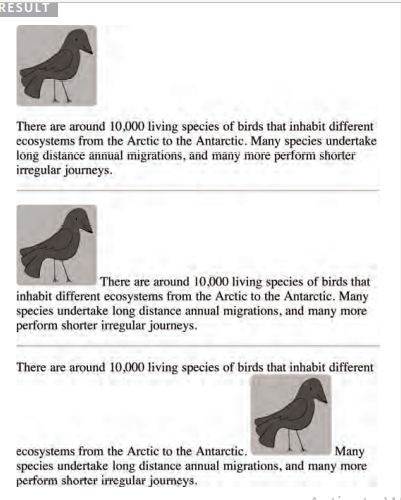 RESULT
There are around 10,000 living species of birds that inhabit different
ecosystems from the Arctic to the Antarctic. Many species undertake
long distance annual migrations, and many more perform shorter
irregular journeys.
There are around 10,000 living species of birds that
inhabit different ecosystems from the Arctic to the Antarctic. Many
species undertake long distance annual migrations, and many more
perform shorter irregular journeys.
There are around 10,000 living species of birds that inhabit different
ecosystems from the Arctic to the Antarctic. Many
species undertake long distance annual migrations, and many more
perform shorter irregular journeys.